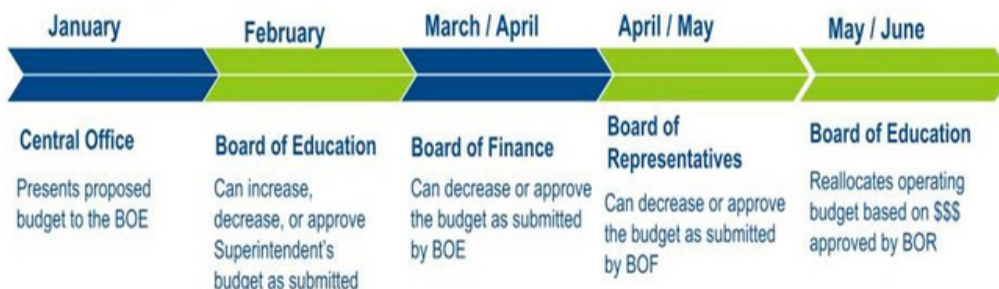 January
February
March / April
April / May
May / June
Central Office
Presents proposed
budget to the BOE
Board of Education
Can increase,
decrease, or approve
Superintendent's
budget as submitted
Board of Finance
Can decrease or approve
the budget as submitted
by BOE
Board of
Representatives
Can decrease or approve
the budget as submitted
by BOF
Board of Education
Reallocates operating
budget based on $$$
approved by BOR